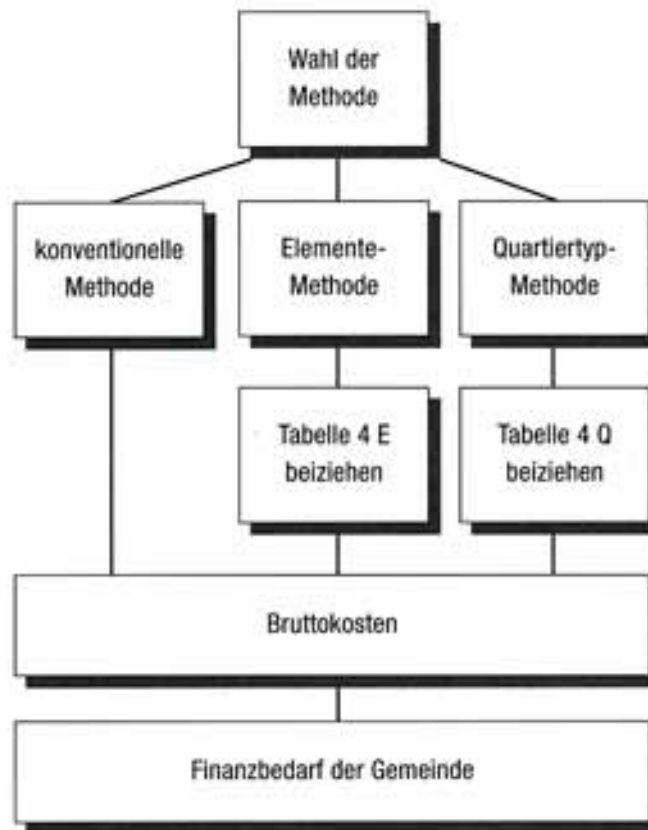 Wahl der
Methode
konventionelle
Methode
Elemente-
Methode
Quartiertyp-
Methode
Tabelle 4 E
beiziehen
Tabelle 4 Q
beiziehen
Bruttokosten
Finanzbedarf der Gemeinde